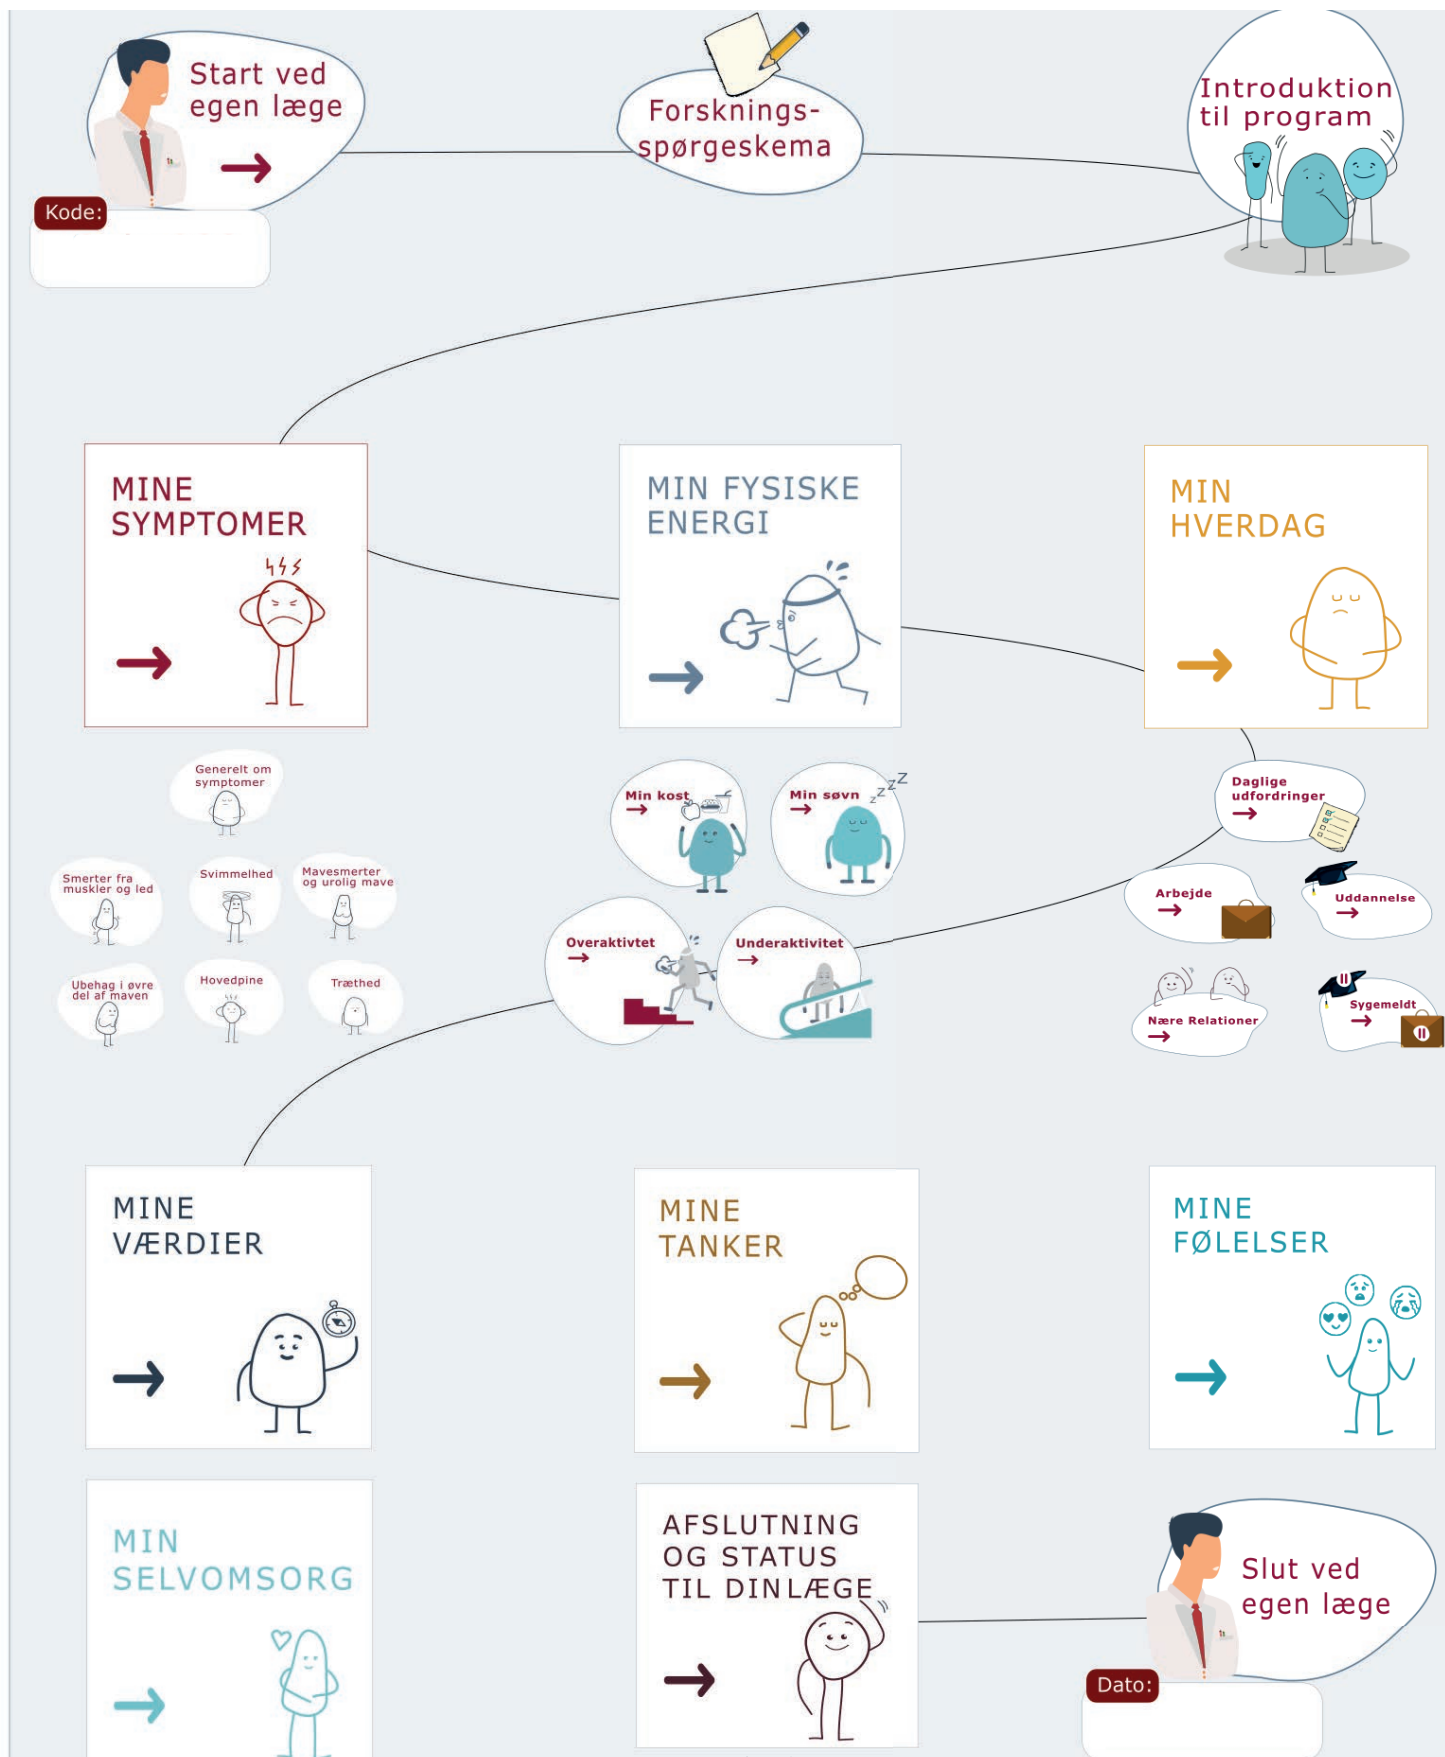 Start ved
egen læge
Kode:
Forsknings-
spørgeskema
Introduktion
til program
MINE
SYMPTOMER
MIN FYSISKE
ENERGI
MIN
HVERDAG
Generelt om
symptomer
Smerter fra
muskler og led
Svimmelhed
Mavesmerter
og urolig mave
Ubehag i øvre
del af maven
Hovedpine
Træthed
Min kost
Min søvn
z z z Z Z
Overaktivtet
Underaktivitet
Daglige
udfordringer
Arbejde
Uddannelse
Nære Relationer
Sygemeldt
MINE
VÆRDIER
MINE
TANKER
MINE
FØLELSER
MIN
SELVOMSORG
AFSLUTNING
OG STATUS
TIL DIN LÆGE
Slut ved
egen læge
Dato: